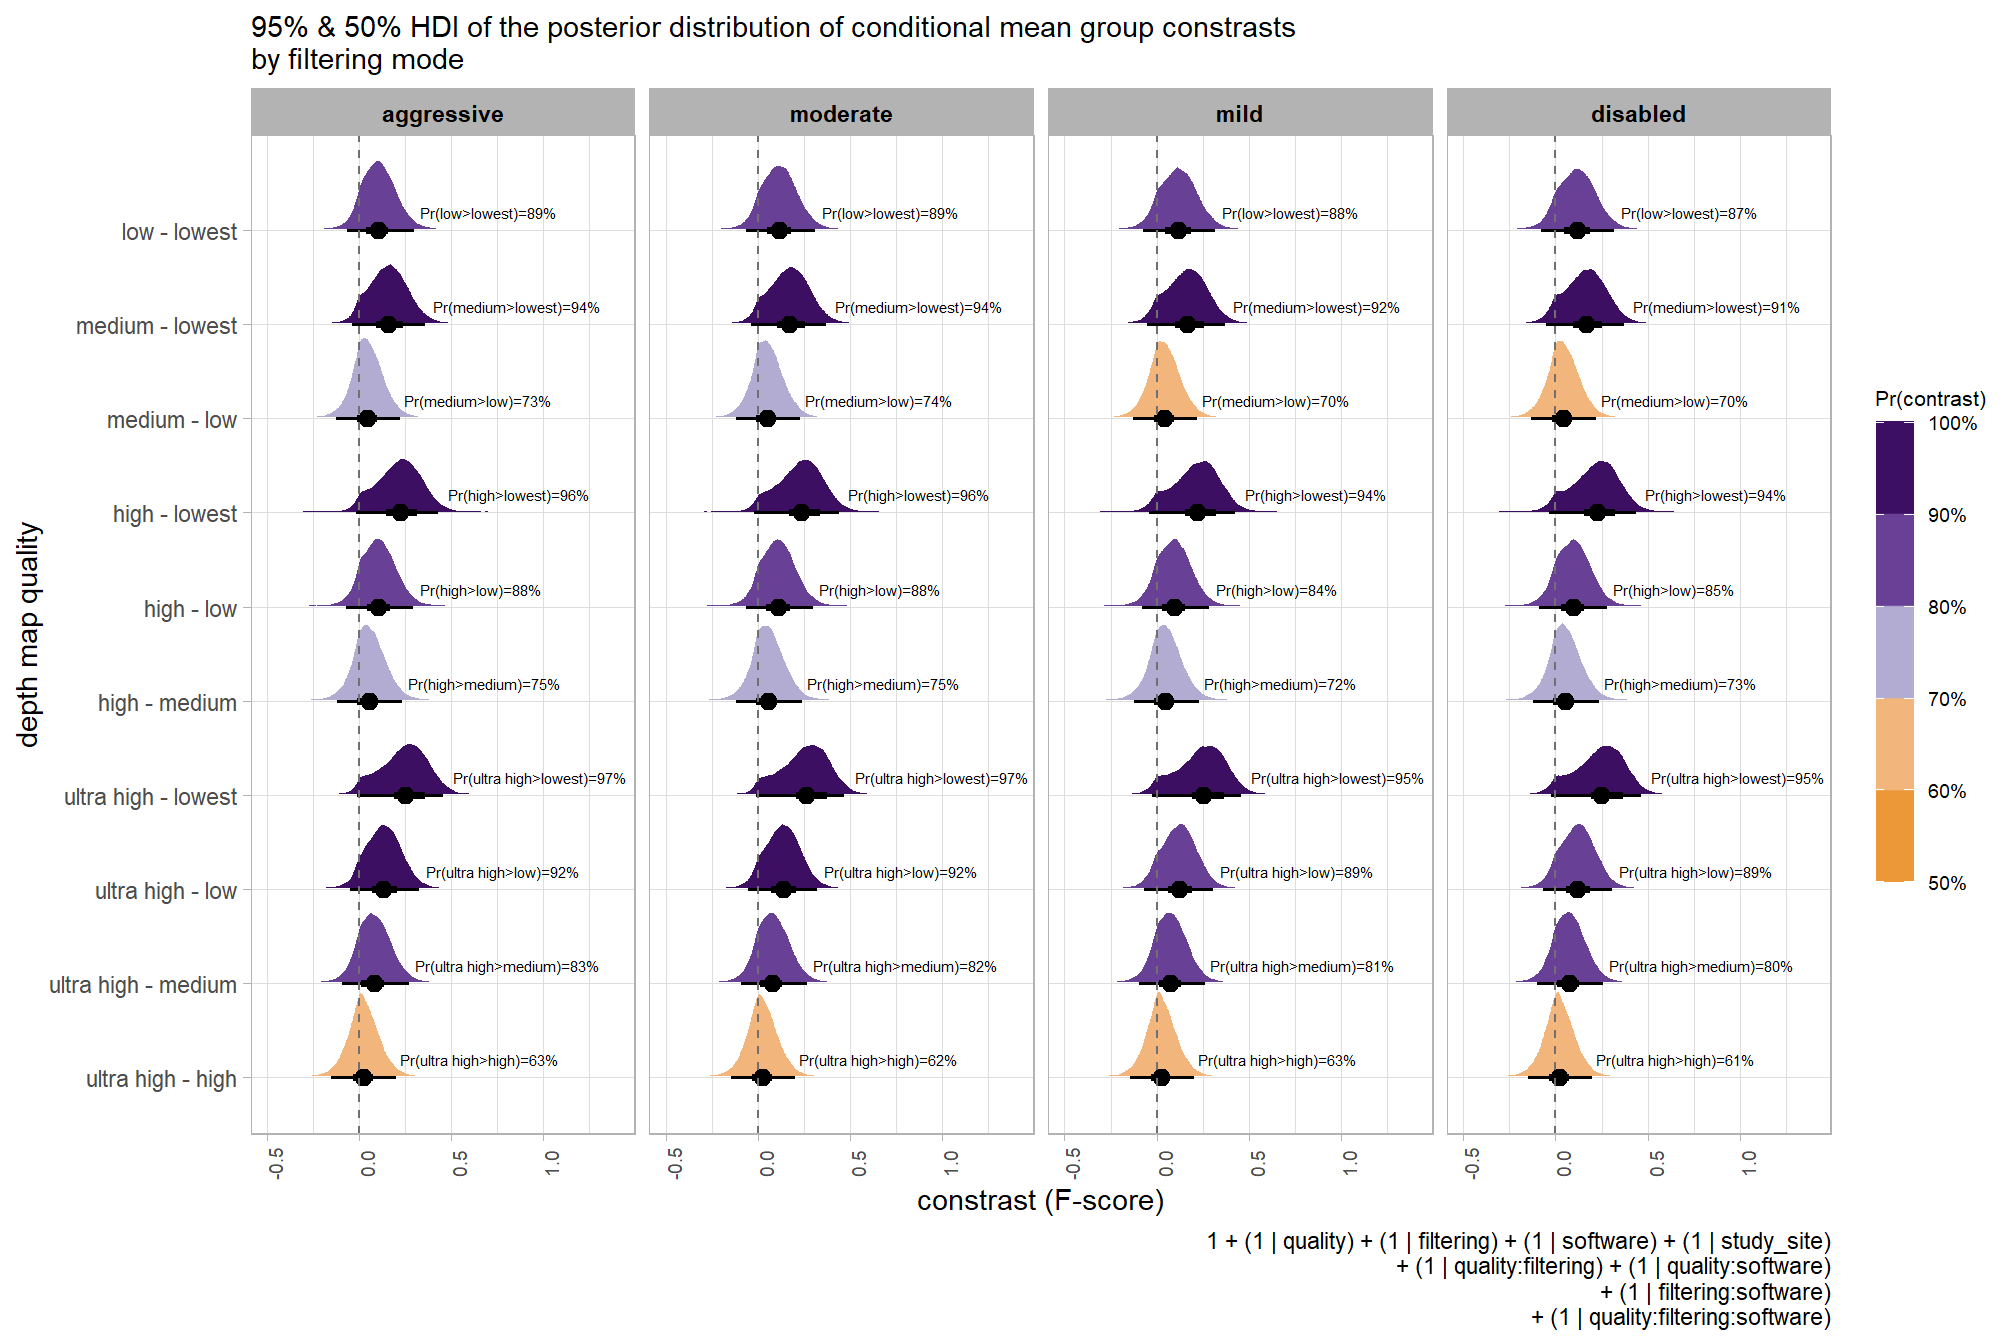 95% & 50% HDI of the posterior distribution of conditional mean group constrasts
by filtering mode
aggressive
moderate
mild
disabled
depth map quality
low - lowest
Pr(low>lowest)=89%
Pr(low>lowest)=89%
Pr(low>lowest)=88%
Pr(low>lowest)=87%
medium - lowest
Pr(medium>lowest)=94%
Pr(medium>lowest)=94%
Pr(medium>lowest)=92%
Pr(medium>lowest)=91%
medium - low
Pr(medium>low)=73%
Pr(medium>low)=74%
Pr(medium>low)=70%
Pr(medium>low)=70%
high - lowest
Pr(high>lowest)=96%
Pr(high>lowest)=96%
Pr(high>lowest)=94%
Pr(high>lowest)=94%
high - low
Pr(high>low)=88%
Pr(high>low)=88%
Pr(high>low)=84%
Pr(high>low)=85%
high - medium
Pr(high>medium)=75%
Pr(high>medium)=75%
Pr(high>medium)=72%
Pr(high>medium)=73%
ultra high - lowest
Pr(ultra high>lowest)=97%
Pr(ultra high>lowest)=97%
Pr(ultra high>lowest)=95%
Pr(ultra high>lowest)=95%
ultra high - low
Pr(ultra high>low)=92%
Pr(ultra high>low)=92%
Pr(ultra high>low)=89%
Pr(ultra high>low)=89%
ultra high - medium
Pr(ultra high>medium)=83%
Pr(ultra high>medium)=82%
Pr(ultra high>medium)=81%
Pr(ultra high>medium)=80%
ultra high - high
Pr(ultra high>high)=63%
Pr(ultra high>high)=62%
Pr(ultra high>high)=63%
Pr(ultra high>high)=61%
-0.5
0.0
0.5
1.0
-0.5
0.0
0.5
1.0
-0.5
0.0
0.5
1.0
-0.5
0.0
0.5
1.0
constrast (F-score)
Pr(contrast)
100%
90%
80%
70%
60%
50%
1 + (1 | quality) + (1 | filtering) + (1 | software) + (1 | study_site)
+ (1 | quality:filtering) + (1 | quality:software)
+ (1 | filtering:software)
+ (1 | quality:filtering:software)